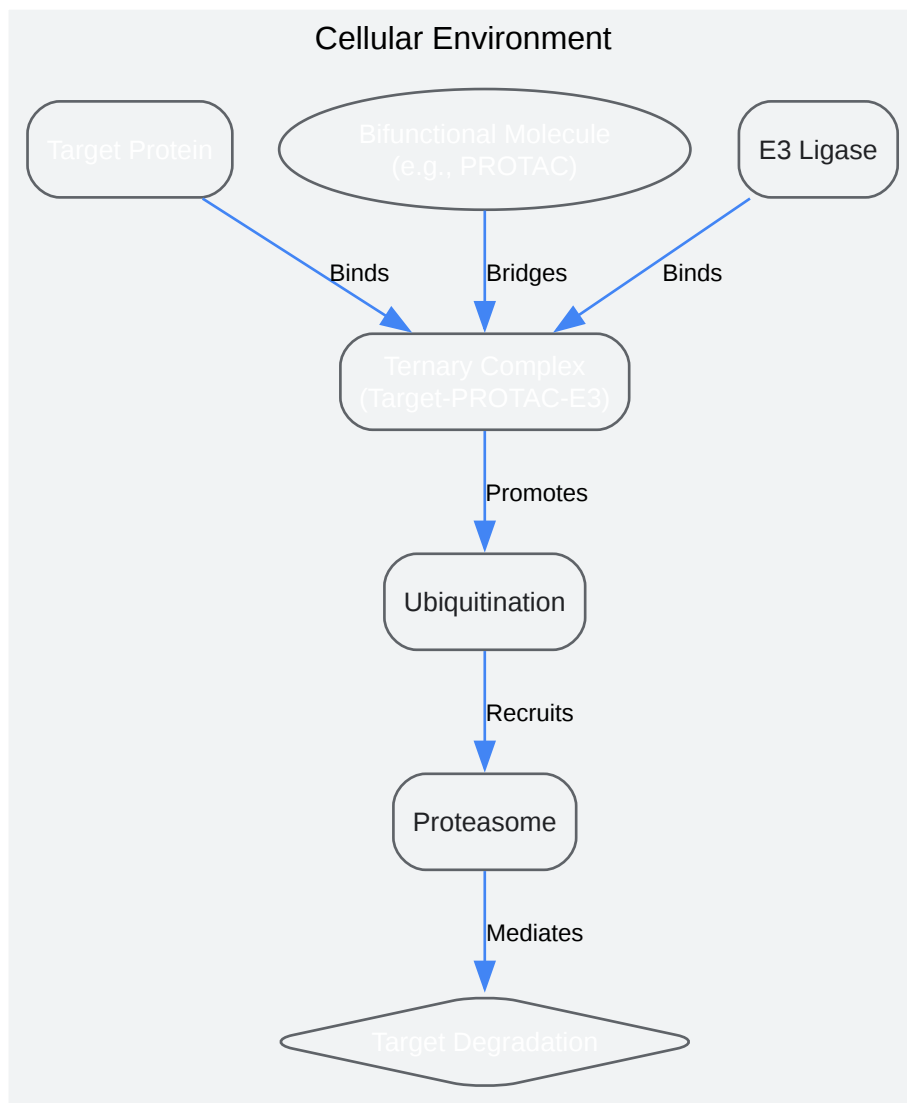 Cellular Environment
Target Protein
Bifunctional Molecule
(e.g., PROTAC)
E3 Ligase
Binds
Bridges
Binds
Ternary Complex
(Target-PROTAC-E3)
Promotes
Ubiquitination
Recruits
Proteasome
Mediates
Target Degradation